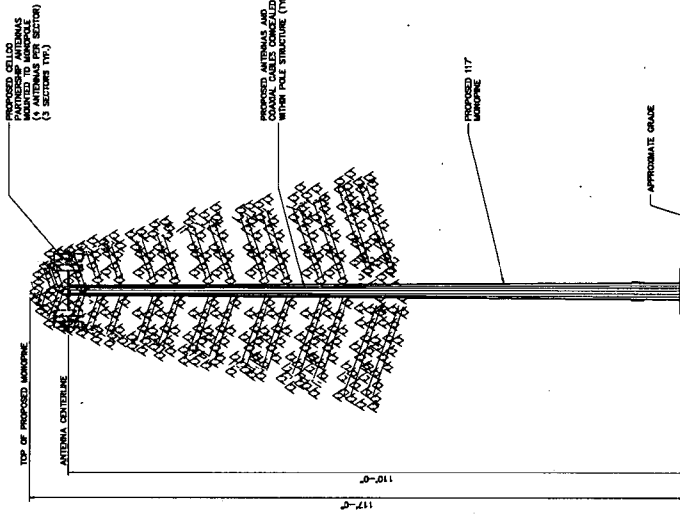 PROPOSED CELLCO
PARTNERSHIP ANTENNAS
MOUNTED TO MONOPOLE
(4 ANTENNAS PER SECTOR)
(3 SECTORS TYP.)
PROPOSED ANTENNAS AND
COAXIAL CABLES CONCEALED
WITHIN POLE STRUCTURE (TY
PROPOSED 117'
MONOPINE
APPROXIMATE GRADE
TOP OF PROPOSED MONOPINE
ANTENNA CENTERLINE
110'-0"
117'-0"